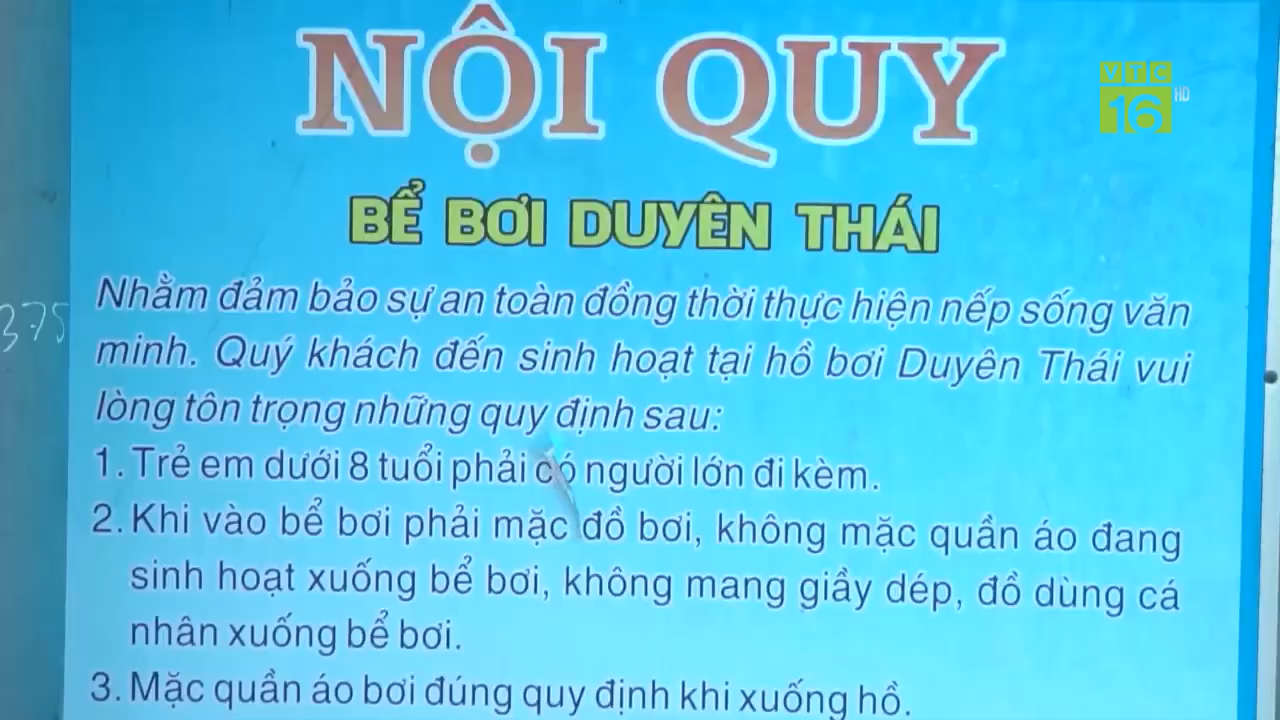 NỘI QUY
VTC
16 HD
BỂ BƠI DUYÊN THÁI
Nhằm đảm bảo sự an toàn đồng thời thực hiện nếp sống văn
minh. Quý khách đến sinh hoạt tại hồ bơi Duyên Thái vui
lòng tôn trọng những quy định sau:
375
1. Trẻ em dưới 8 tuổi phải có người lớn đi kèm.
2. Khi vào bể bơi phải mặc đồ bơi, không mặc quần áo đang
sinh hoạt xuống bể bơi, không mang giầy dép, đồ dùng cá
nhân xuống bể bơi.
3. Mặc quần áo bơi đúng quy định khi xuống hồ.